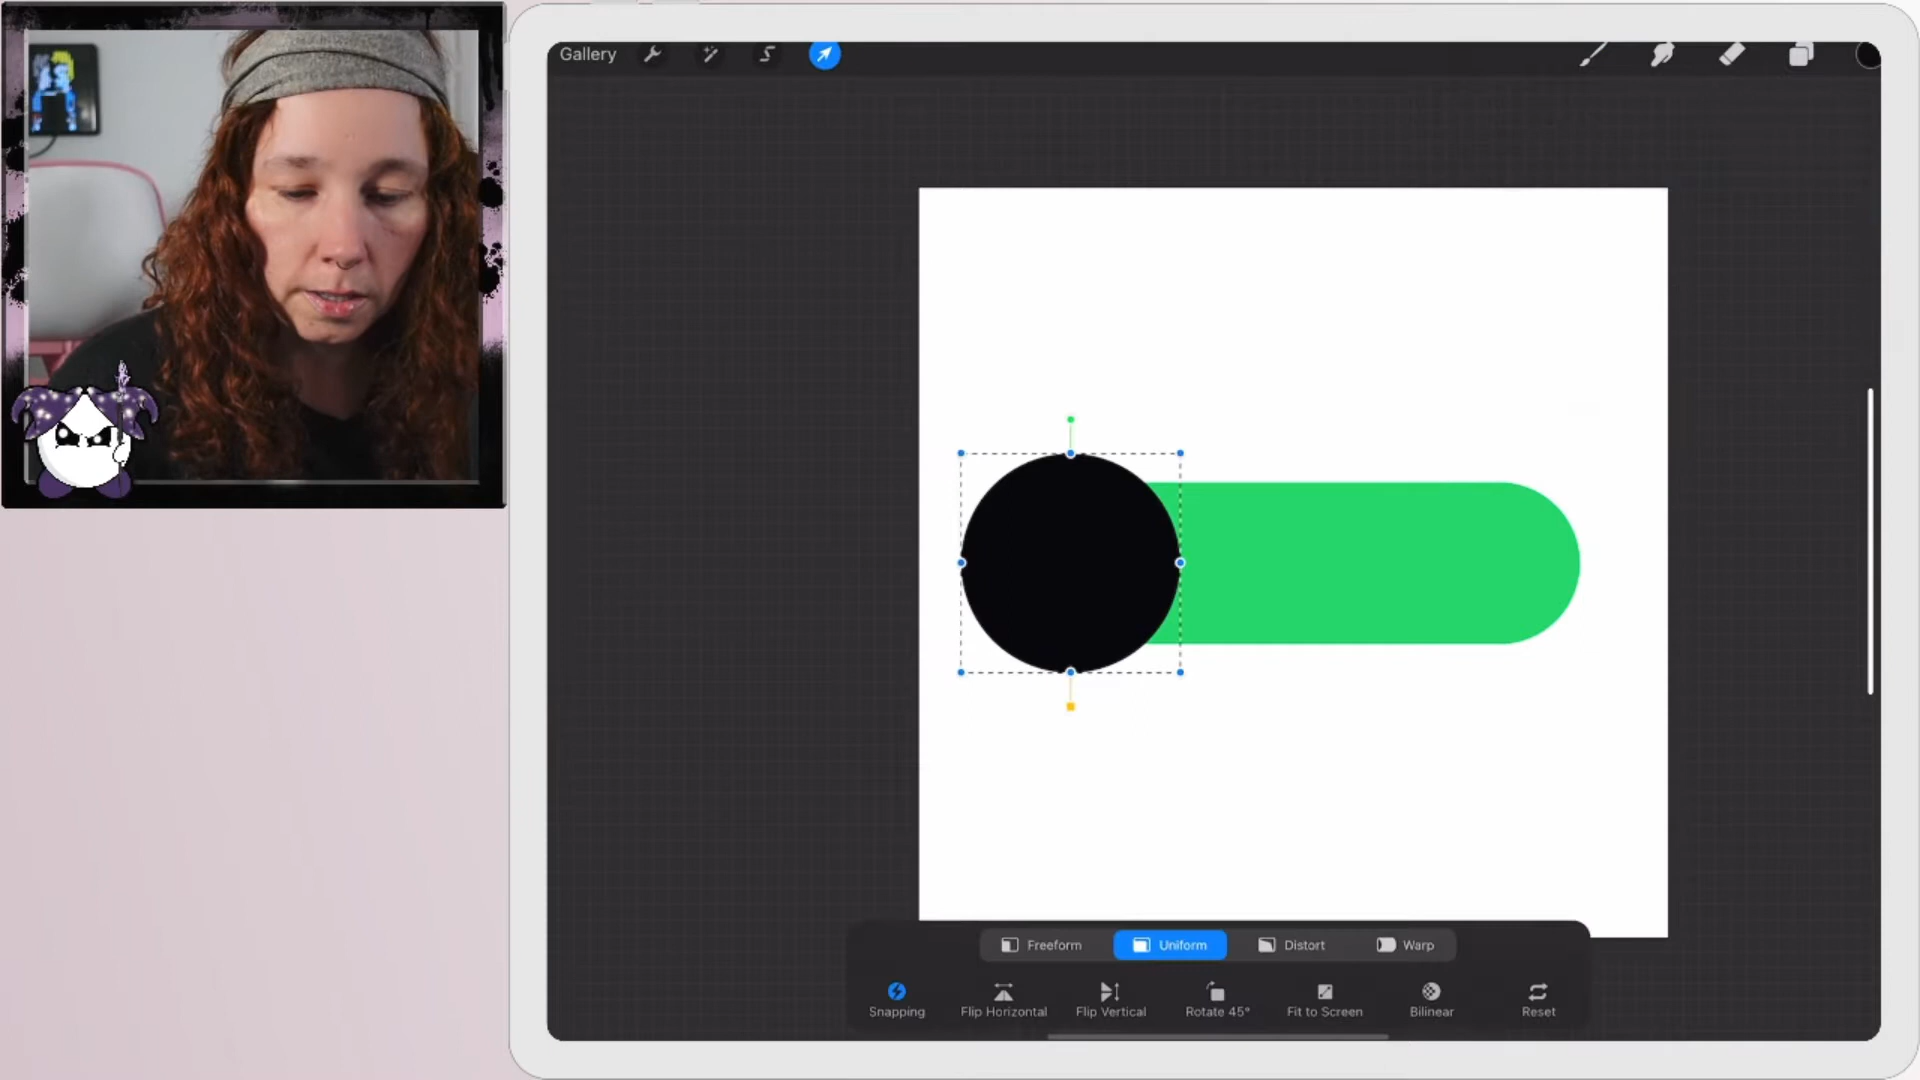 Gallery
Freeform
Uniform
Distort
Warp
Snapping
Flip Horizontal
Flip Vertical
Rotate 45°
Fit to Screen
Bilinear
Reset